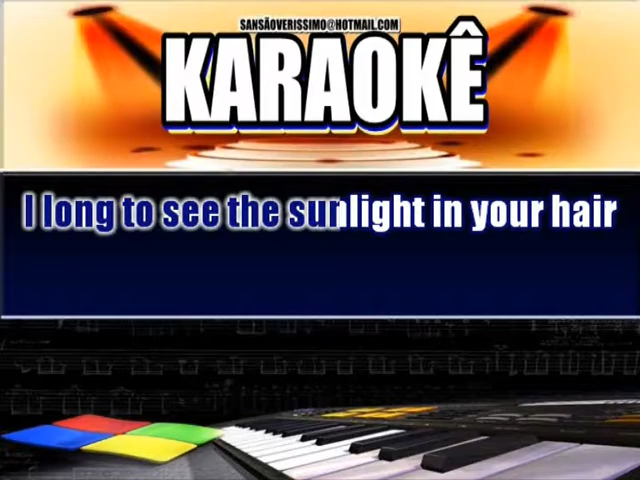 SANSÃOVERISSIMO@HOTMAIL.COM
KARAOKÊ
I long to see the sunlight in your hair